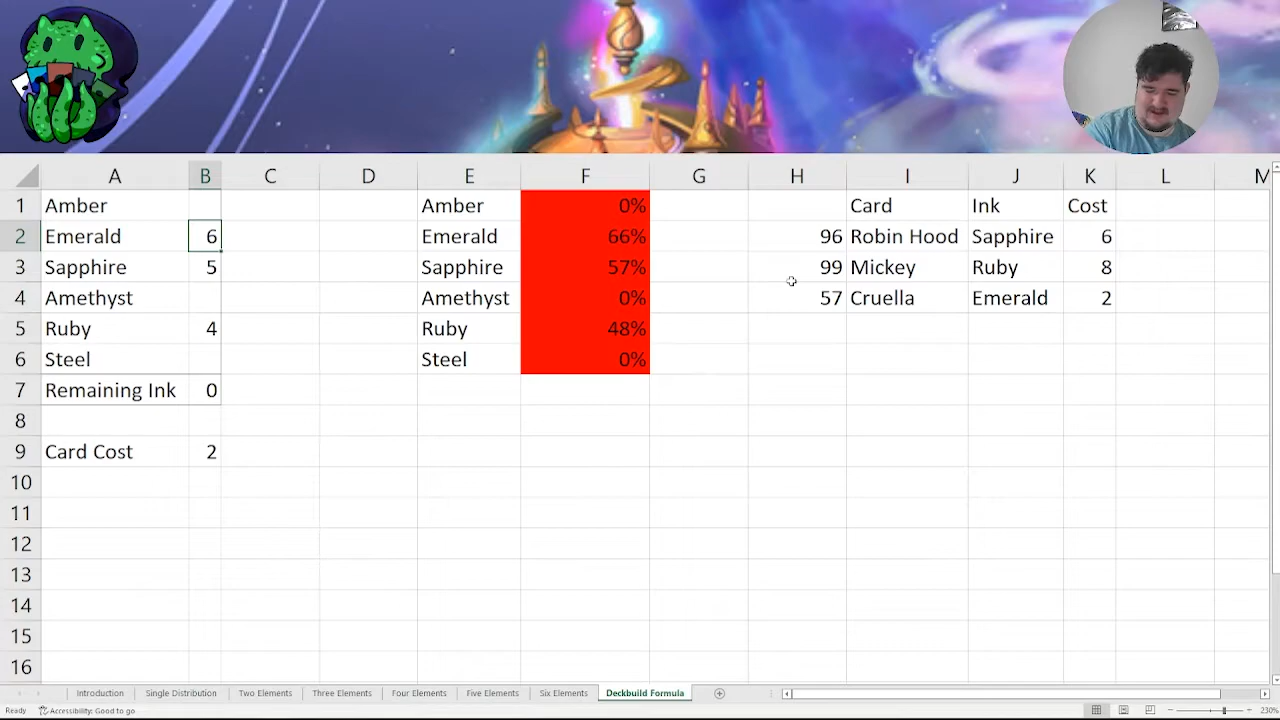 A B C D E F G H I J K L M
1 Amber Amber 0% Card Ink Cost
2 Emerald 6 Emerald 66% 96 Robin Hood Sapphire 6
3 Sapphire 5 Sapphire 57% 99 Mickey Ruby 8
4 Amethyst Amethyst 0% 57 Cruella Emerald 2
5 Ruby 4 Ruby 48%
6 Steel Steel 0%
7 Remaining Ink 0
8
9 Card Cost 2
10
11
12
13
14
15
16
Introduction Single Distribution Two Elements Three Elements Four Elements Five Elements Six Elements Deckbuild Formula
Ready Accessibility: Good to go 230%